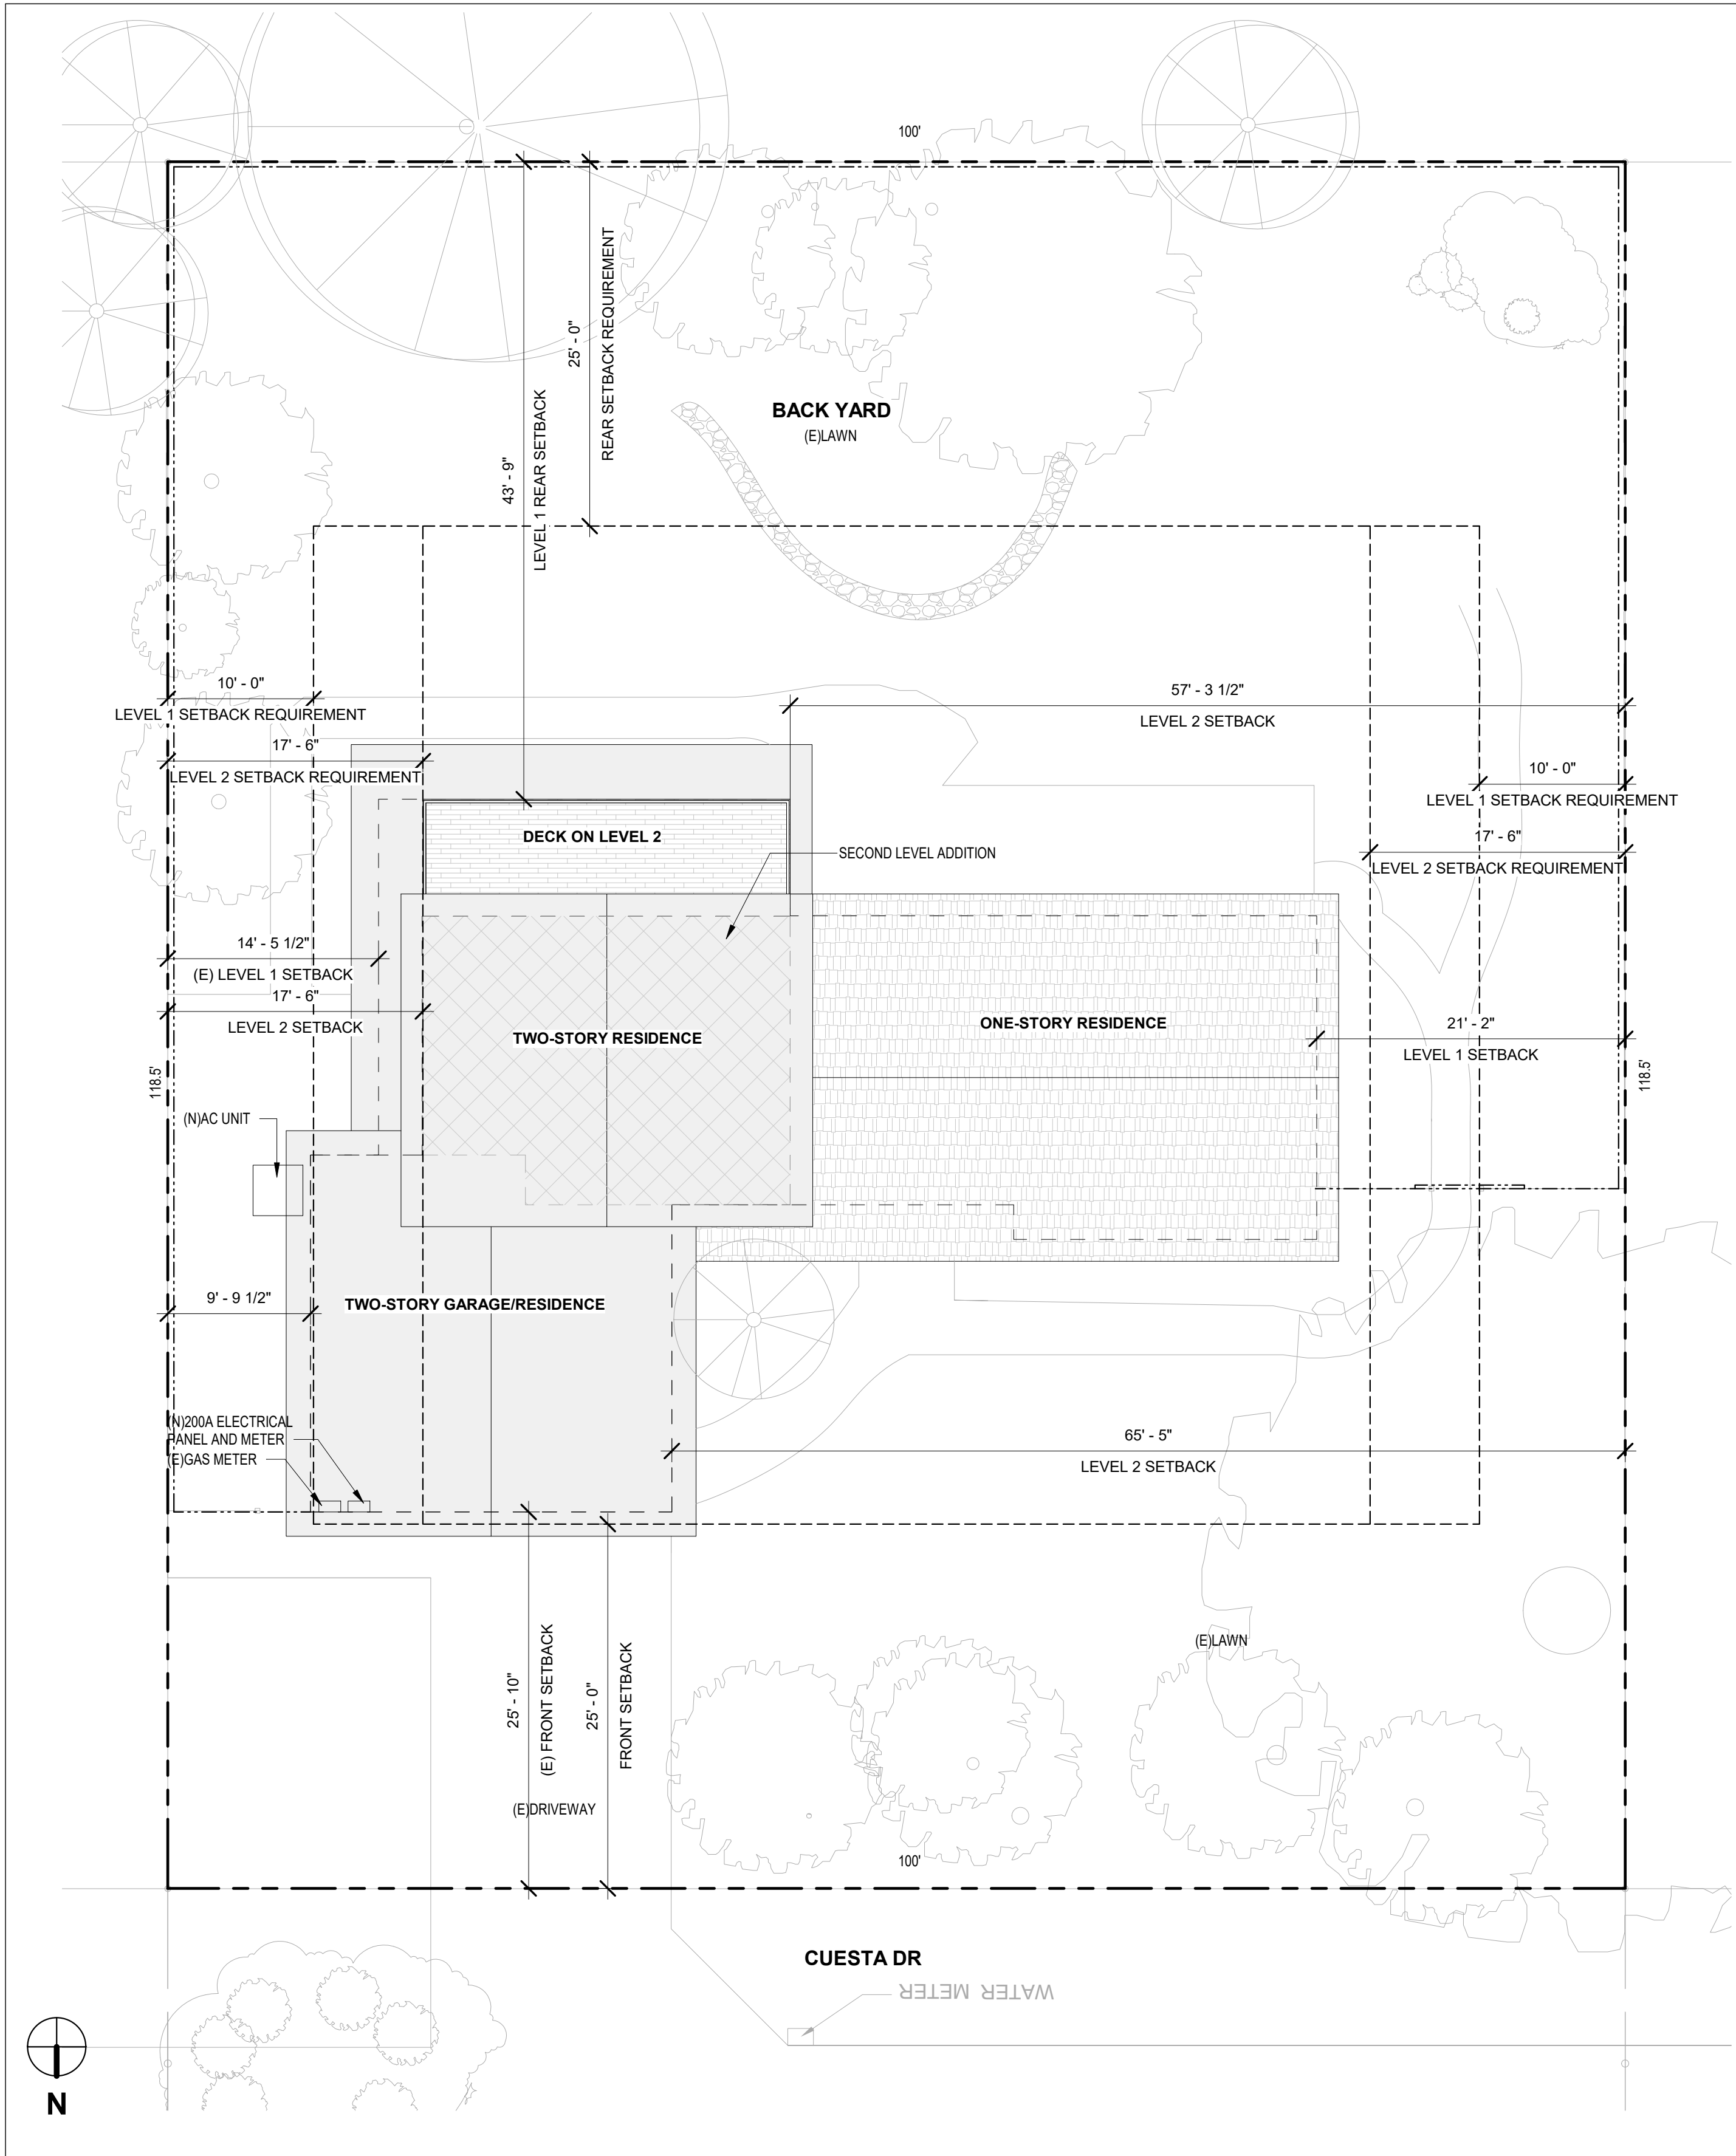 100'
25' - 0"
REAR SETBACK REQUIREMENT
43' - 9"
LEVEL 1 REAR SETBACK
BACK YARD
(E)LAWN
10' - 0"
LEVEL 1 SETBACK REQUIREMENT
57' - 3 1/2"
LEVEL 2 SETBACK
17' - 6"
LEVEL 2 SETBACK REQUIREMENT
10' - 0"
LEVEL 1 SETBACK REQUIREMENT
DECK ON LEVEL 2
SECOND LEVEL ADDITION
17' - 6"
LEVEL 2 SETBACK REQUIREMENT
14' - 5 1/2"
(E) LEVEL 1 SETBACK
17' - 6"
LEVEL 2 SETBACK
TWO-STORY RESIDENCE
ONE-STORY RESIDENCE
21' - 2"
LEVEL 1 SETBACK
118.5'
118.5'
(N)AC UNIT
9' - 9 1/2"
TWO-STORY GARAGE/RESIDENCE
(N)200A ELECTRICAL
PANEL AND METER
(E)GAS METER
65' - 5"
LEVEL 2 SETBACK
25' - 10"
(E) FRONT SETBACK
25' - 0"
FRONT SETBACK
(E)LAWN
(E)DRIVEWAY
100'
CUESTA DR
WATER METER
N